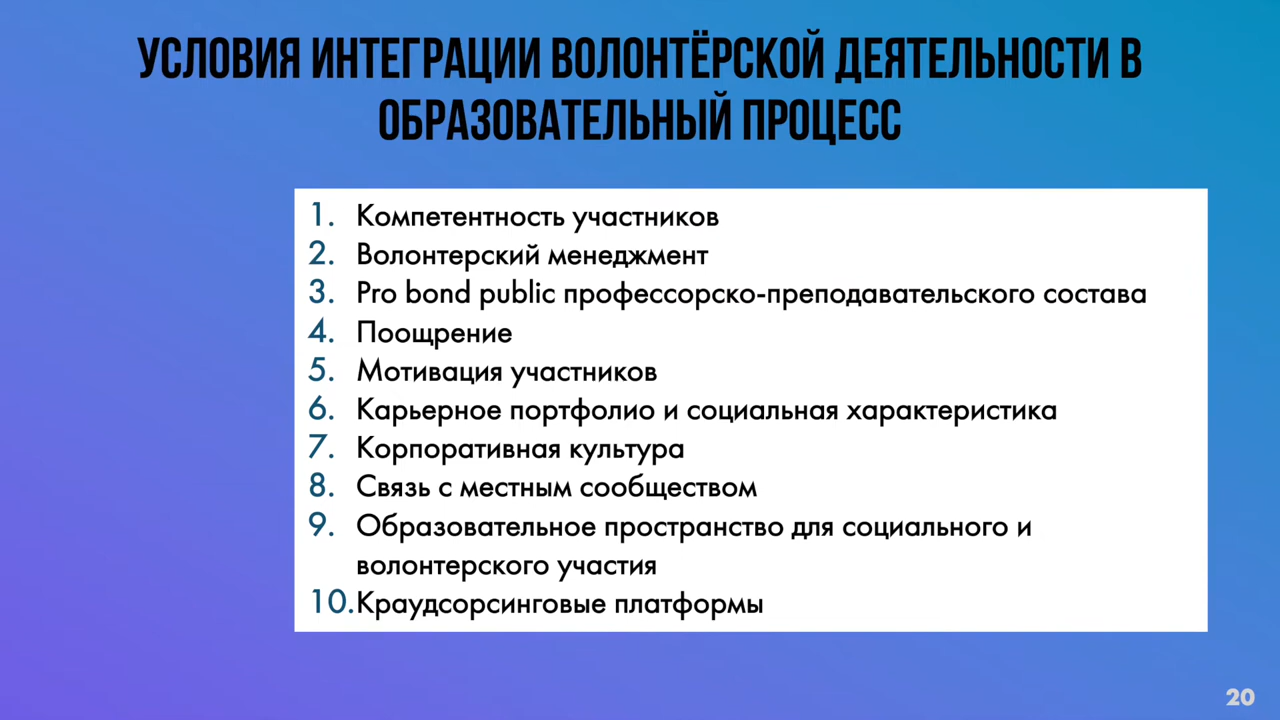 УСЛОВИЯ ИНТЕГРАЦИИ ВОЛОНТЁРСКОЙ ДЕЯТЕЛЬНОСТИ В
ОБРАЗОВАТЕЛЬНЫЙ ПРОЦЕСС
1. Компетентность участников
2. Волонтерский менеджмент
3. Pro bond public профессорско-преподавательского состава
4. Поощрение
5. Мотивация участников
6. Карьерное портфолио и социальная характеристика
7. Корпоративная культура
8. Связь с местным сообществом
9. Образовательное пространство для социального и
волонтерского участия
10. Краудсорсинговые платформы
20